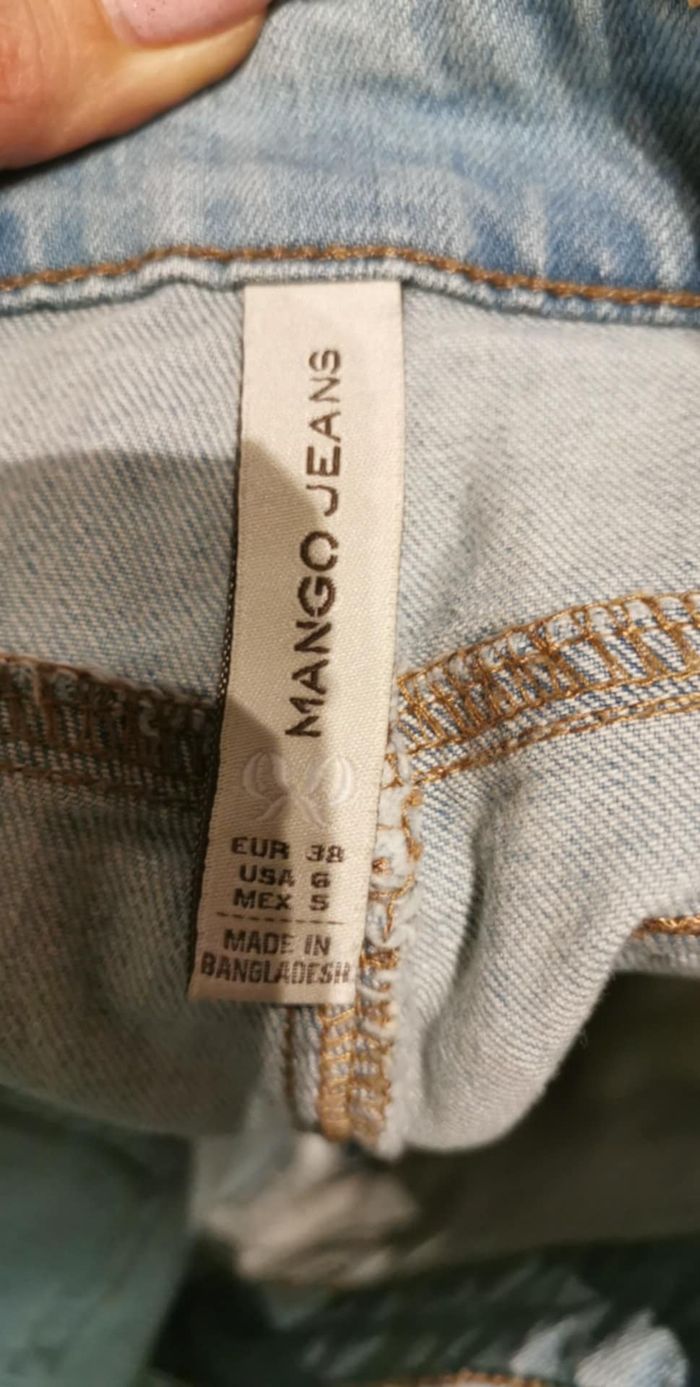 MANGO JEANS
EUR 38
USA 6
MEX 5
MADE IN
BANGLADESH